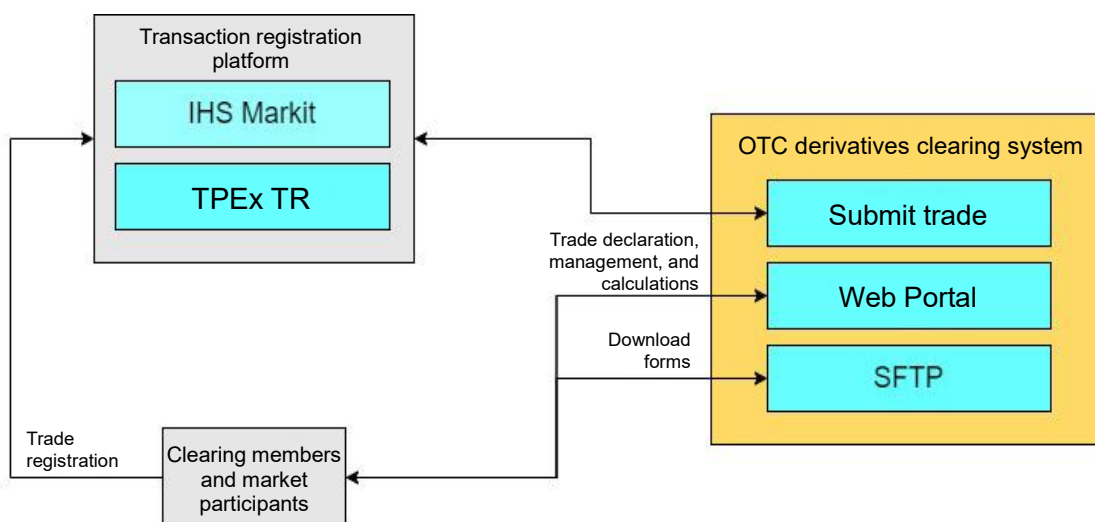 Transaction registration
platform
IHS Markit
TPEx TR
OTC derivatives clearing system
Submit trade
Trade declaration,
management, and
calculations
Web Portal
Download
forms
SFTP
Trade
registration
Clearing members
and market
participants